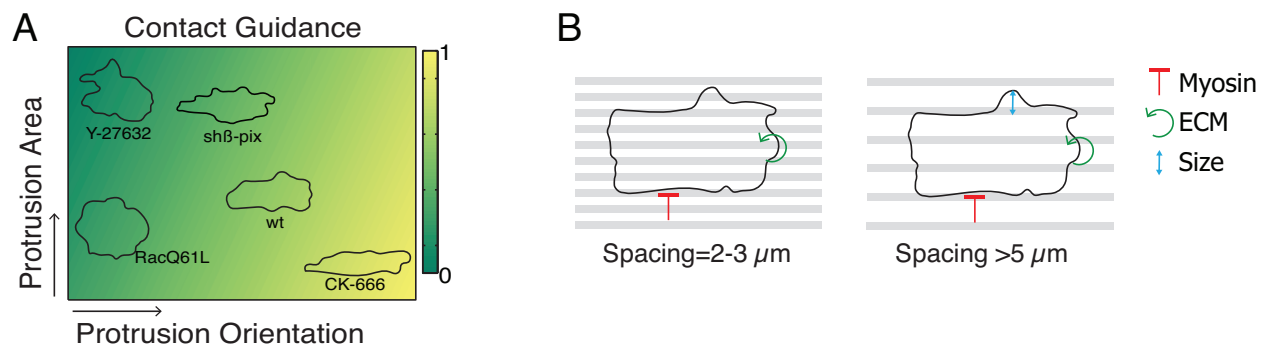 A
Contact Guidance
1
Y-27632
shß-pix
wt
RacQ61L
CK-666
0
Protrusion Area
Protrusion Orientation
B
Spacing=2-3 µm
Spacing >5 µm
Myosin
ECM
Size